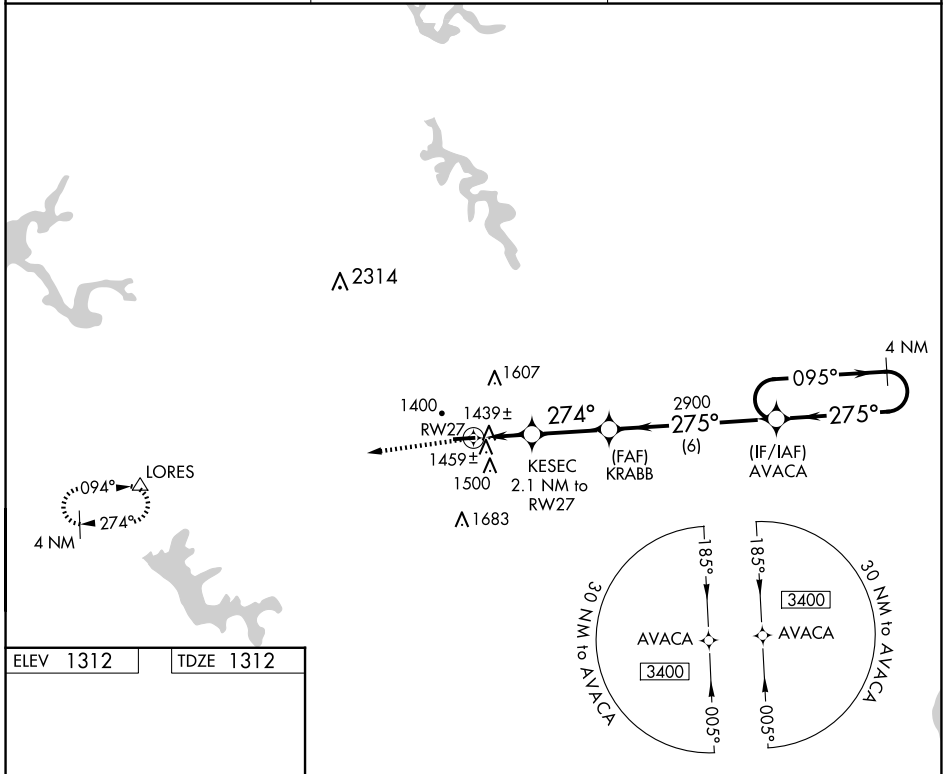 2314
4 NM
1607
095°
1400
1439±
RW27
274°
2900
275°
(6)
275°
1459±
1500
KESEC
2.1 NM to
RW27
(FAF)
KRABB
(IF/IAF)
AVACA
LORES
094°
274°
4 NM
1683
185°
30 NM to AVACA
AVACA
3400
005°
185°
30 NM to AVACA
3400
AVACA
005°
ELEV 1312
TDZE 1312